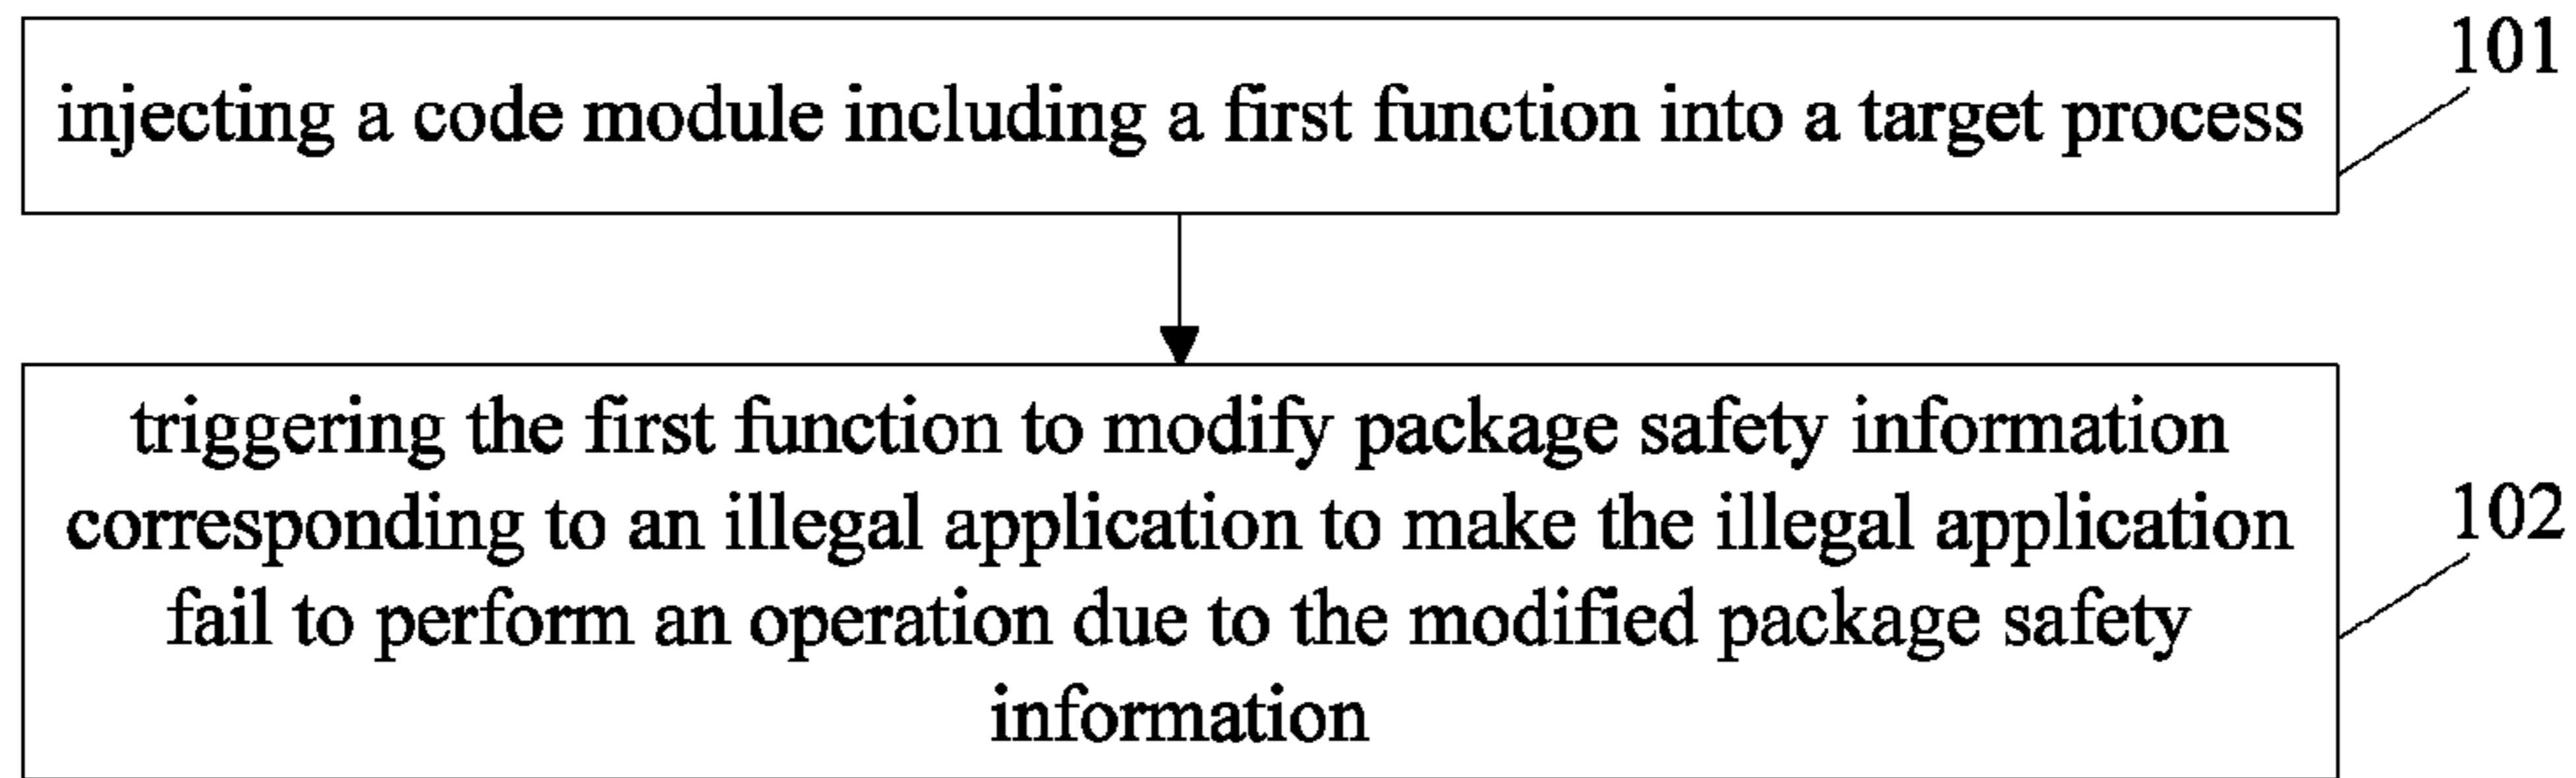 injecting a code module including a first function into a target process
101
triggering the first function to modify package safety information
corresponding to an illegal application to make the illegal application
fail to perform an operation due to the modified package safety
information
102